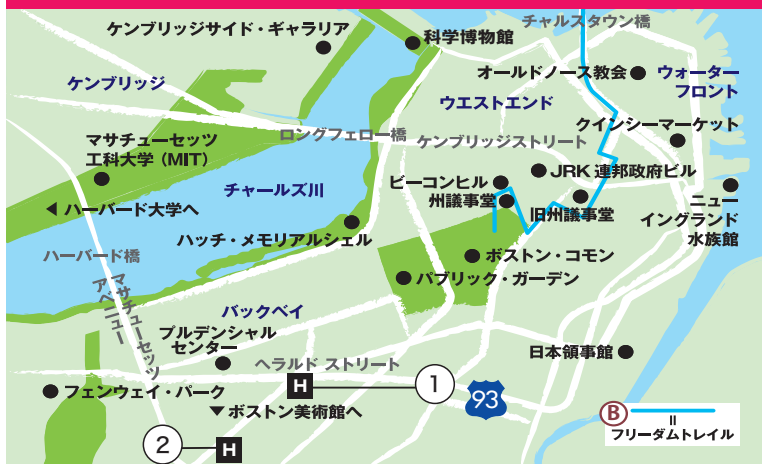 チャルスタウン橋
ケンブリッジサイド・ギャラリア
科学博物館
オールドノース教会
ウォーター
フロント
ケンブリッジ
ウエストエンド
クインシーマーケット
ロングフェロー橋
ケンブリッジストリート
マサチューセッツ
工科大学（MIT）
JRK 連邦政府ビル
ビーコンヒル
州議事堂
チャールズ川
旧州議事堂
ニュー
イングランド
水族館
◀ ハーバード大学へ
ハッチ・メモリアルシェル
ハーバード橋
ボストン・コモン
パブリック・ガーデン
マサチューセッツ
アベニュー
バックベイ
プルデンシャル
センター
ヘラルド ストリート
日本領事館
フェンウェイ・パーク
H
1
93
▼ボストン美術館へ
B
II
フリーダムトレイル
2
H